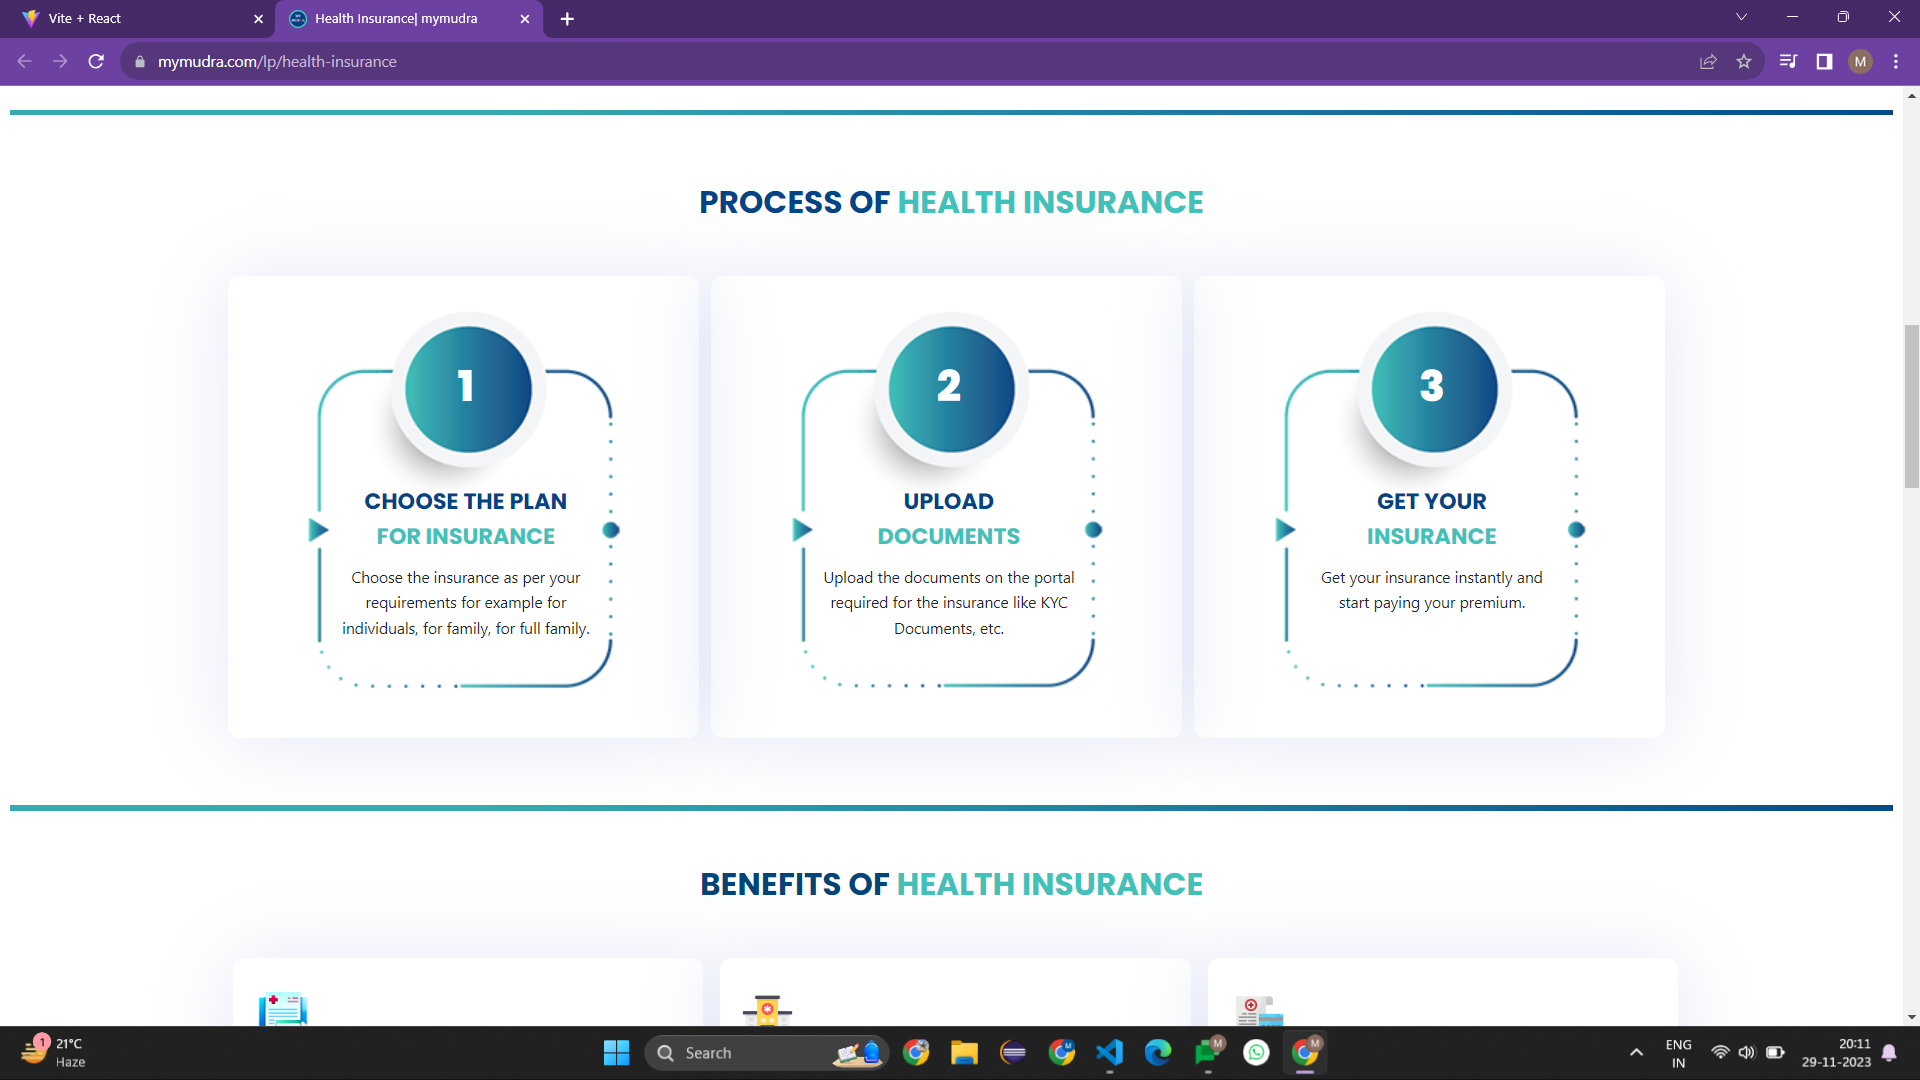 Vite + React
Health Insurance| mymudra
mymudra.com/lp/health-insurance
M
PROCESS OF HEALTH INSURANCE
1
CHOOSE THE PLAN
FOR INSURANCE
Choose the insurance as per your
requirements for example for
individuals, for family, for full family.
2
UPLOAD
DOCUMENTS
Upload the documents on the portal
required for the insurance like KYC
Documents, etc.
3
GET YOUR
INSURANCE
Get your insurance instantly and
start paying your premium.
BENEFITS OF HEALTH INSURANCE
1
21°C
Haze
Search
M
M
M
ENG
IN
20:11
29-11-2023